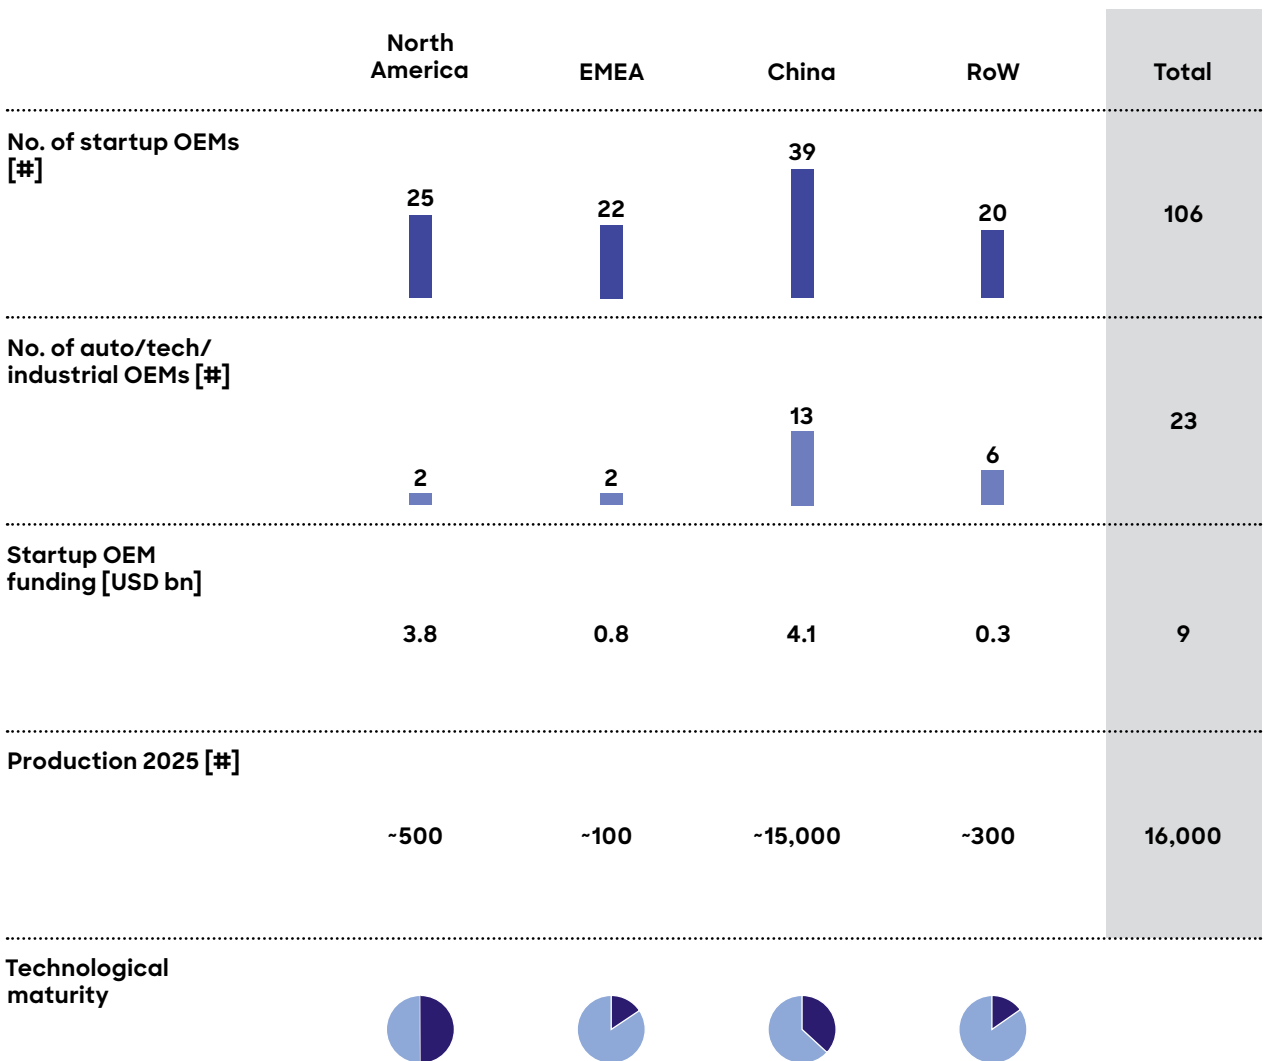 North
America
EMEA
China
RoW
Total
No. of startup OEMs
[#]
25
22
39
20
106
No. of auto/tech/
industrial OEMs [#]
2
2
13
6
23
Startup OEM
funding [USD bn]
3.8
0.8
4.1
0.3
9
Production 2025 [#]
~500
~100
~15,000
~300
16,000
Technological
maturity